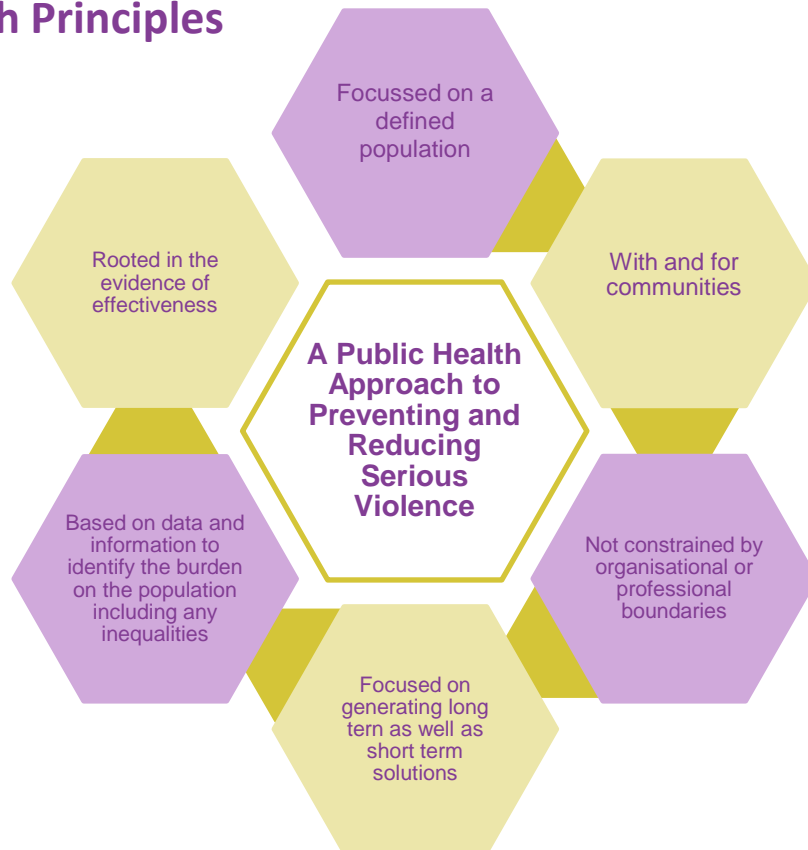 h Principles
Focussed on a
defined
population
With and for
communities
Not constrained by
organisational or
professional
boundaries
Focused on
generating long
tern as well as
short term
solutions
Based on data and
information to
identify the burden
on the population
including any
inequalities
Rooted in the
evidence of
effectiveness
A Public Health
Approach to
Preventing and
Reducing
Serious
Violence